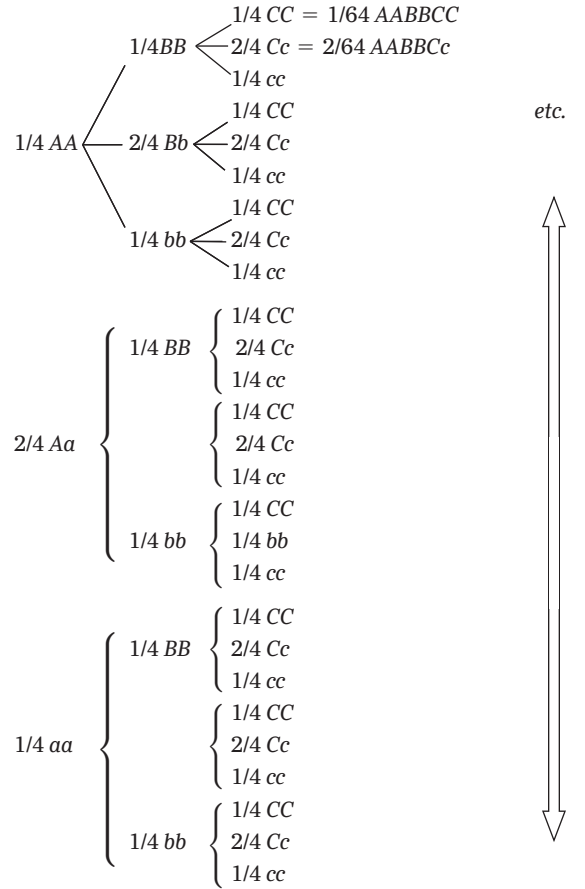 1/4 CC = 1/64 AABBCC
1/4BB 2/4 Cc = 2/64 AABBCc
1/4 cc
1/4 CC etc.
1/4 AA 2/4 Bb 2/4 Cc
1/4 cc
1/4 CC
1/4 bb 2/4 Cc
1/4 cc
1/4 CC
1/4 BB 2/4 Cc
1/4 cc
1/4 CC
2/4 Aa 2/4 Cc
1/4 cc
1/4 CC
1/4 bb 1/4 bb
1/4 cc
1/4 CC
1/4 BB 2/4 Cc
1/4 cc
1/4 CC
1/4 aa 2/4 Cc
1/4 cc
1/4 CC
1/4 bb 2/4 Cc
1/4 cc